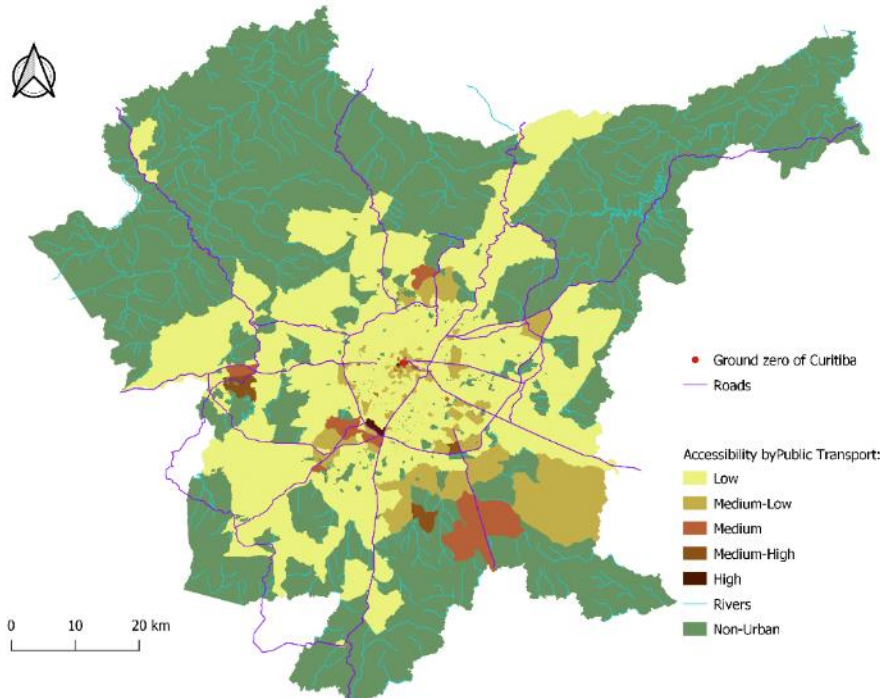 Ground zero of Curitiba
Roads
Accessibility byPublic Transport:
Low
Medium-Low
Medium
Medium-High
High
Rivers
Non-Urban
0 10 20 km